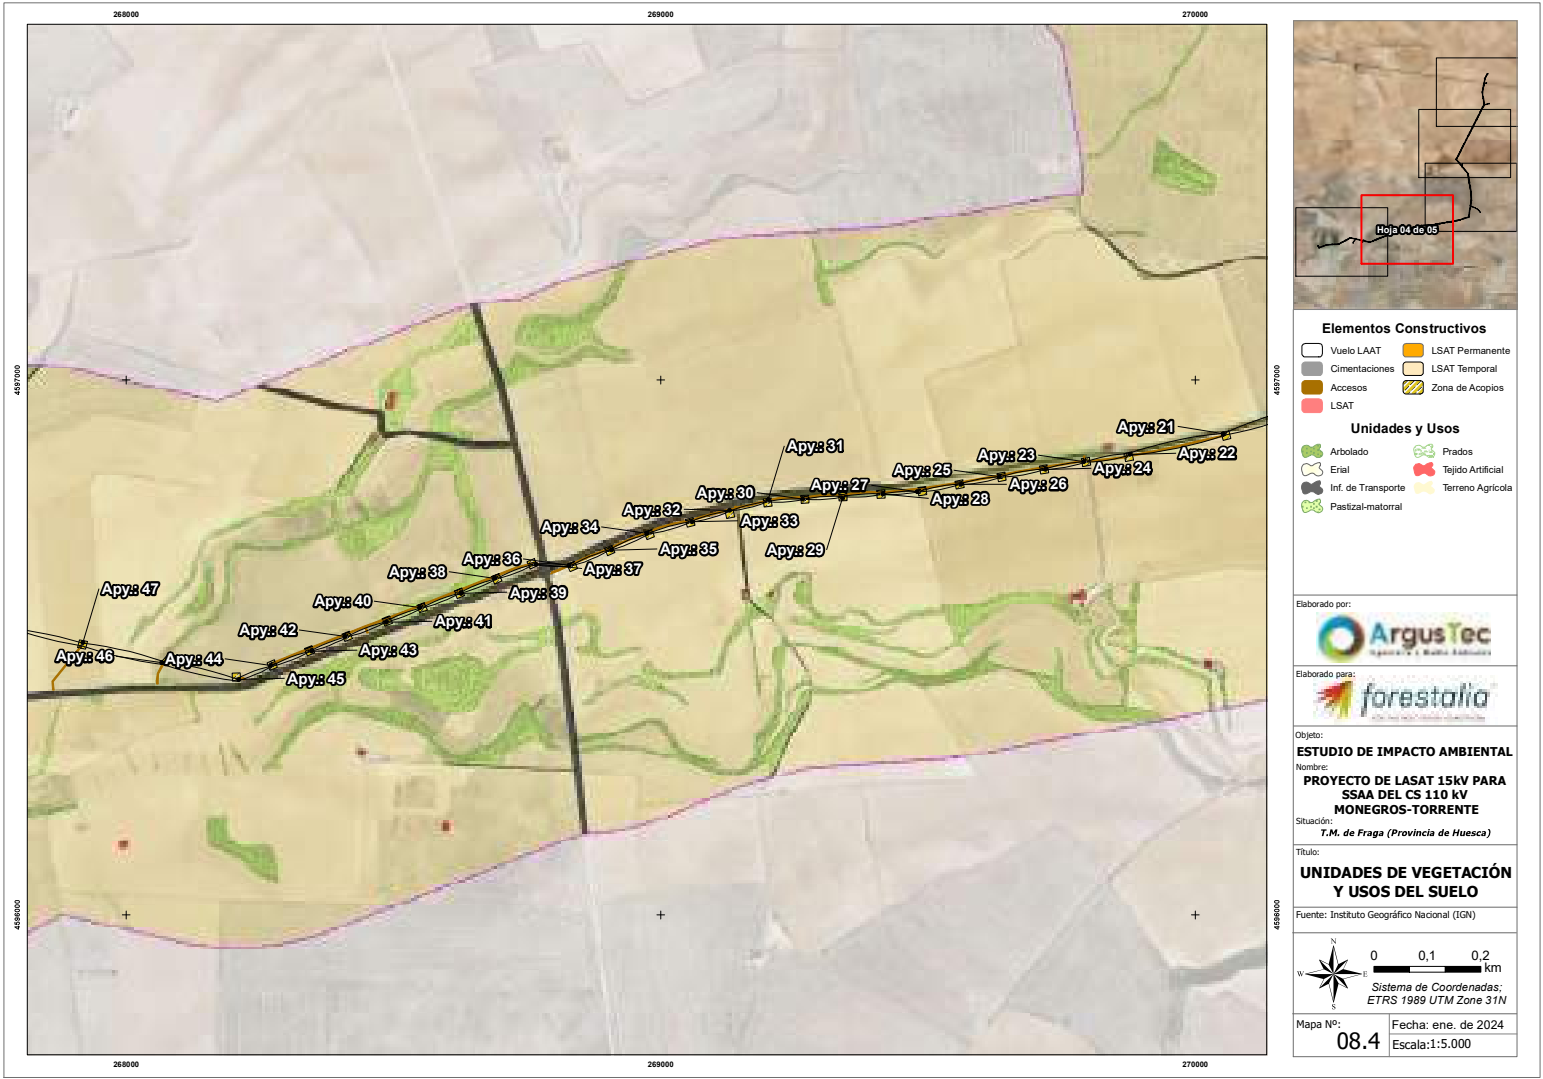 268000
269000
270000
4597000
4597000
4596000
4596000
268000
269000
270000
Apy.: 21
Apy.: 22
Apy.: 23
Apy.: 24
Apy.: 25
Apy.: 26
Apy.: 27
Apy.: 28
Apy.: 29
Apy.: 30
Apy.: 31
Apy.: 32
Apy.: 33
Apy.: 34
Apy.: 35
Apy.: 36
Apy.: 37
Apy.: 38
Apy.: 39
Apy.: 40
Apy.: 41
Apy.: 42
Apy.: 43
Apy.: 44
Apy.: 45
Apy.: 46
Apy.: 47
Hoja 04 de 05
Elementos Constructivos
Vuelo LAAT
LSAT Permanente
Cimentaciones
LSAT Temporal
Accesos
Zona de Acopios
LSAT
Unidades y Usos
Arbolado
Prados
Erial
Tejido Artificial
Inf. de Transporte
Terreno Agrícola
Pastizal-matorral
Elaborado por:
ArgusTec
Elaborado para:
forestalia
Objeto:
ESTUDIO DE IMPACTO AMBIENTAL
Nombre:
PROYECTO DE LASAT 15kV PARA
SSAA DEL CS 110 kV
MONEGROS-TORRENTE
Situación:
T.M. de Fraga (Provincia de Huesca)
Título:
UNIDADES DE VEGETACIÓN
Y USOS DEL SUELO
Fuente: Instituto Geográfico Nacional (IGN)
N
W E
S
0 0,1 0,2
km
Sistema de Coordenadas;
ETRS 1989 UTM Zone 31N
Mapa Nº:
08.4
Fecha: ene. de 2024
Escala:1:5.000